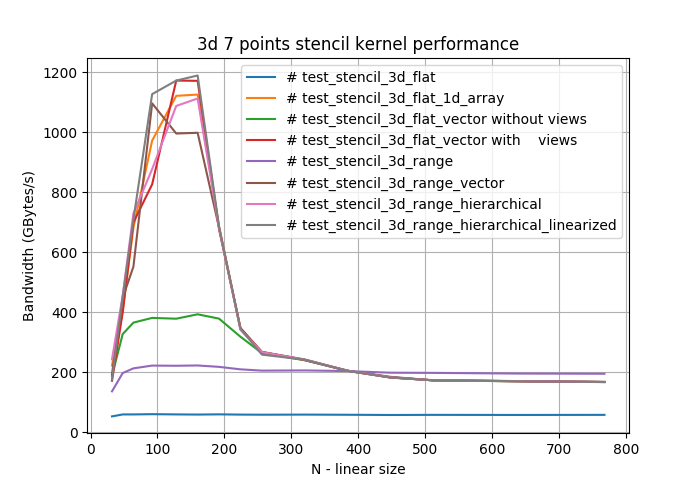 3d 7 points stencil kernel performance
# test_stencil_3d_flat
# test_stencil_3d_flat_1d_array
# test_stencil_3d_flat_vector without views
# test_stencil_3d_flat_vector with    views
# test_stencil_3d_range
# test_stencil_3d_range_vector
# test_stencil_3d_range_hierarchical
# test_stencil_3d_range_hierarchical_linearized
Bandwidth (GBytes/s)
1200
1000
800
600
400
200
0
0 100 200 300 400 500 600 700 800
N - linear size